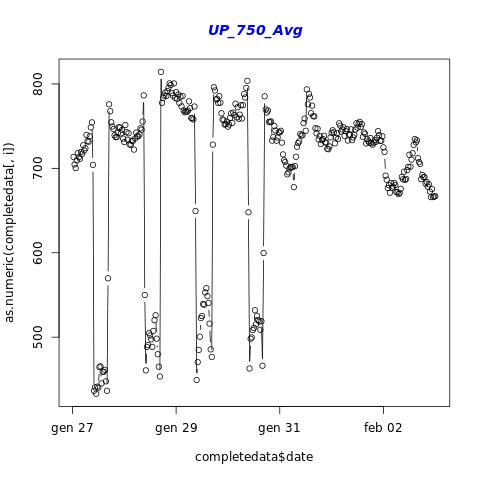 UP_750_Avg
as.numeric(completedata[, i])
800
700
600
500
gen 27
gen 29
gen 31
feb 02
completedata$date